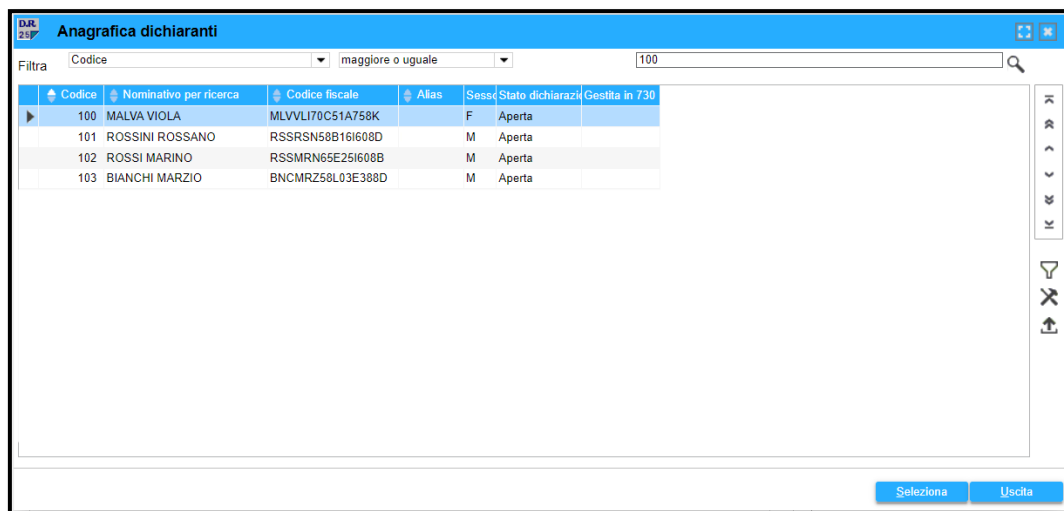 D.R. 25 Anagrafica dichiaranti
Filtra Codice maggiore o uguale 100
Codice Nominativo per ricerca Codice fiscale Alias Sesso Stato dichiarazi Gestita in 730
100 MALVA VIOLA MLVVLI70C51A758K F Aperta
101 ROSSINI ROSSANO RSSRSN58B16I608D M Aperta
102 ROSSI MARINO RSSMRN65E25I608B M Aperta
103 BIANCHI MARZIO BNCMRZ58L03E388D M Aperta
Seleziona Uscita